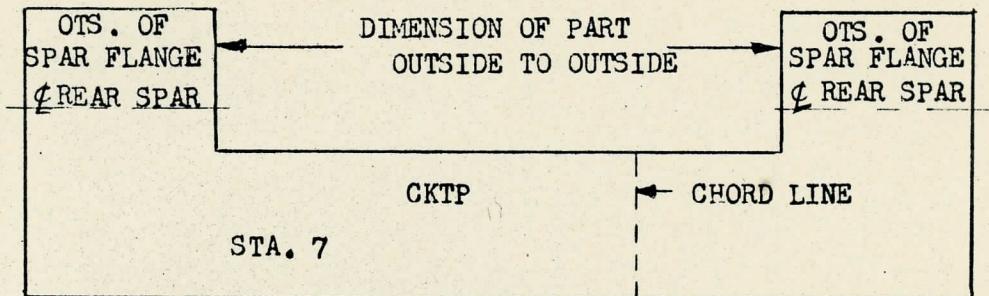 OTS. OF
SPAR FLANGE
℄ REAR SPAR
DIMENSION OF PART
OUTSIDE TO OUTSIDE
OTS. OF
SPAR FLANGE
℄ REAR SPAR
CKTP
CHORD LINE
STA. 7